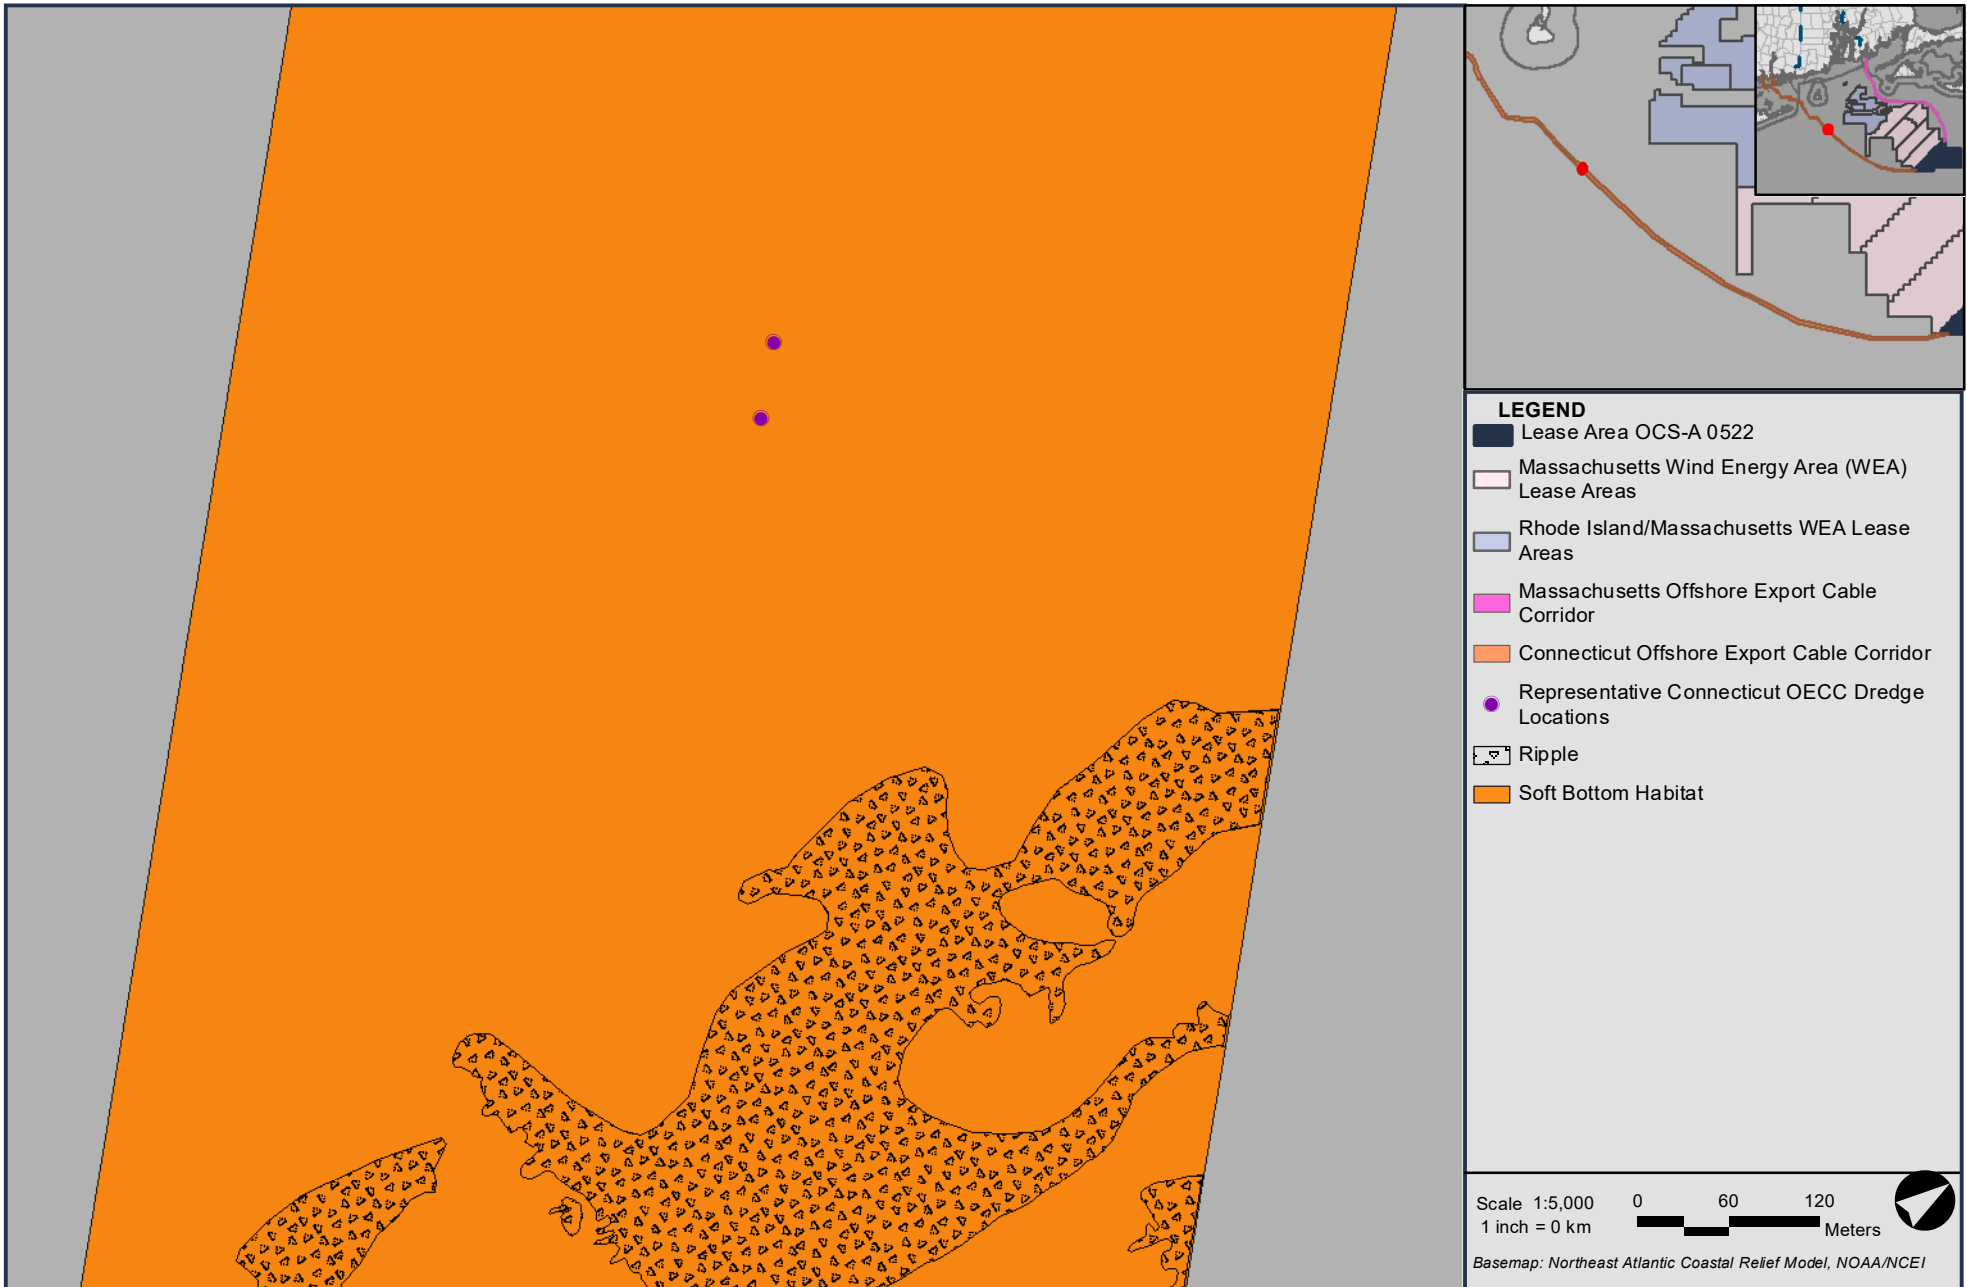 LEGEND
Lease Area OCS-A 0522
Massachusetts Wind Energy Area (WEA)
Lease Areas
Rhode Island/Massachusetts WEA Lease
Areas
Massachusetts Offshore Export Cable
Corridor
Connecticut Offshore Export Cable Corridor
Representative Connecticut OECC Dredge
Locations
Ripple
Soft Bottom Habitat
Scale 1:5,000
1 inch = 0 km
0 60 120
Meters
Basemap: Northeast Atlantic Coastal Relief Model, NOAA/NCEI